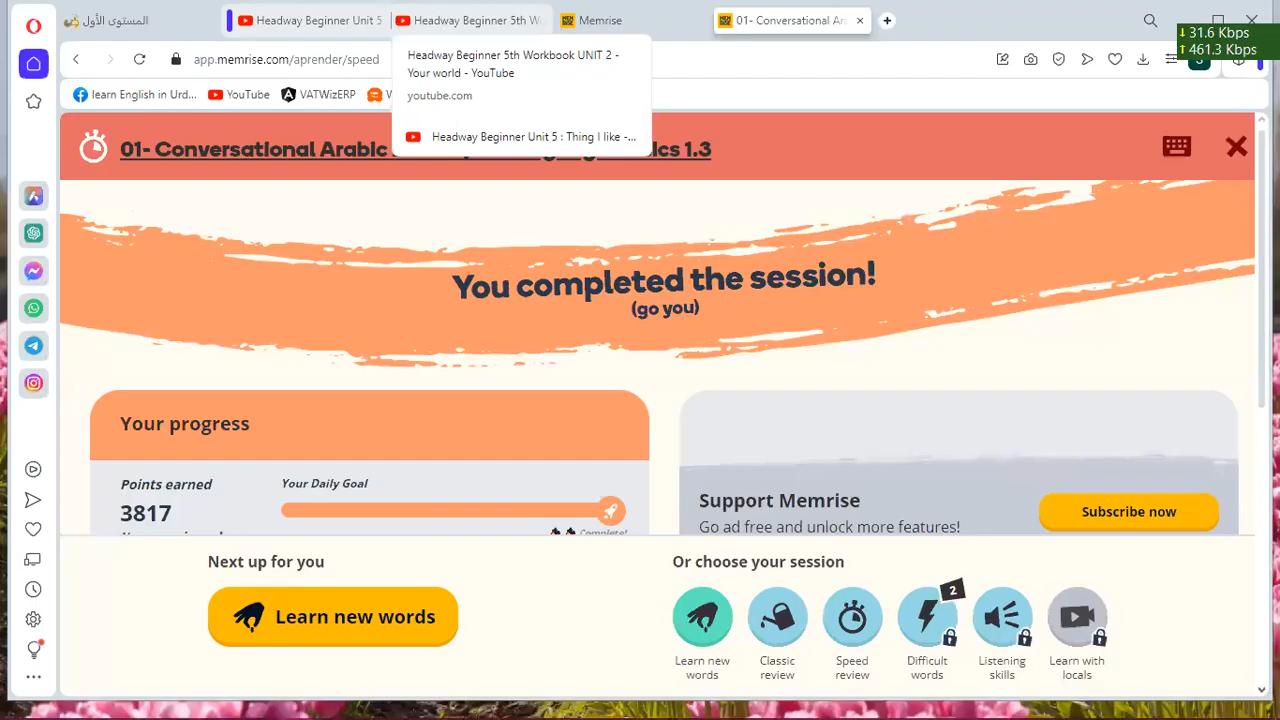 المستوى الأول
Headway Beginner Unit 5
Headway Beginner 5th Wo
Memrise
01- Conversational Ara
31.6 Kbps
461.3 Kbps
app.memrise.com/aprender/speed
Headway Beginner 5th Workbook UNIT 2 -
Your world - YouTube
youtube.com
learn English in Urd...
YouTube
VATWizERP
Headway Beginner Unit 5 : Thing I like -...
01- Conversational Arabic
ics 1.3
You completed the session!
(go you)
Your progress
Points earned
Your Daily Goal
3817
Complete!
Support Memrise
Go ad free and unlock more features!
Subscribe now
Next up for you
Learn new words
Or choose your session
2
Learn new words
Classic review
Speed review
Difficult words
Listening skills
Learn with locals